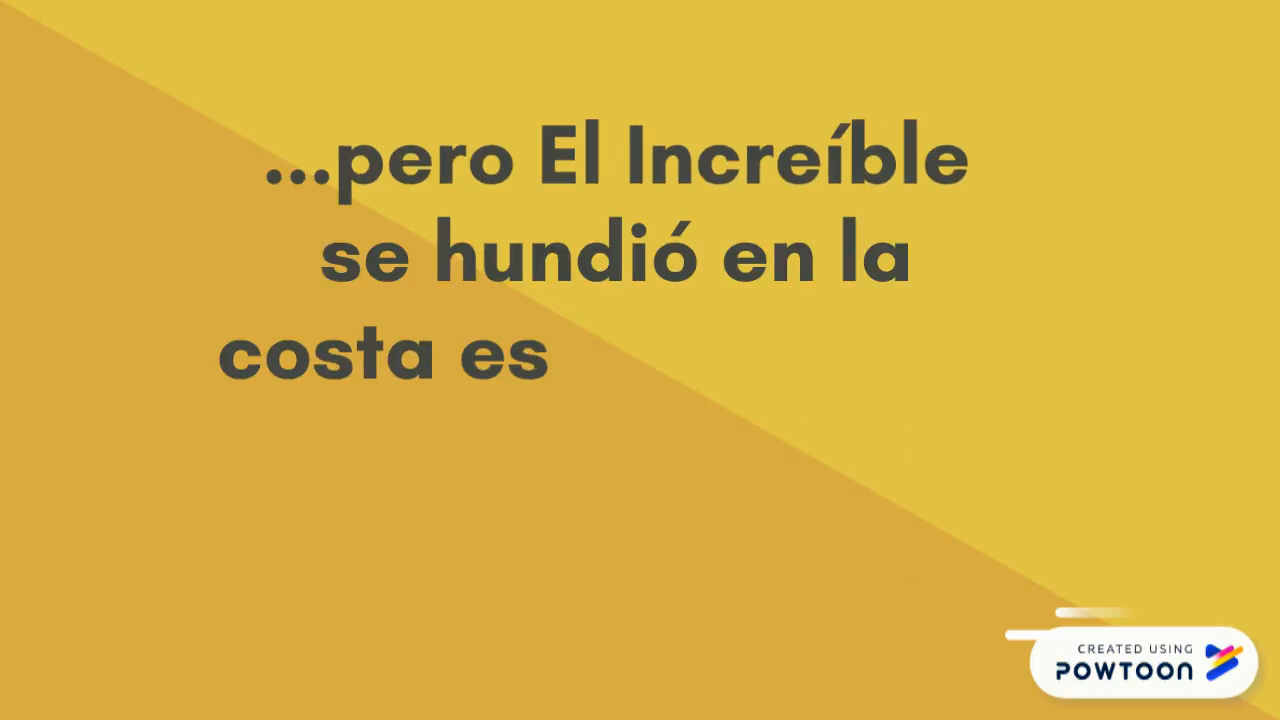 ...pero El Increíble
se hundió en la
costa es
CREATED USING
POWTOON